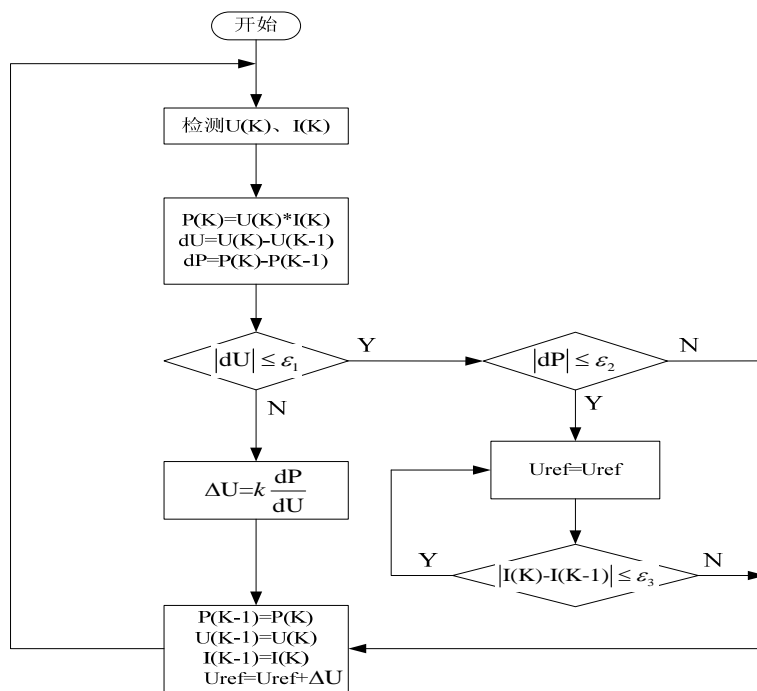 开始
检测U(K)、I(K)
P(K)=U(K)*I(K)
dU=U(K)-U(K-1)
dP=P(K)-P(K-1)
|dU|≤ε₁
Y
|dP|≤ε₂
N
N
Y
ΔU=k dP/dU
Uref=Uref
Y
|I(K)-I(K-1)|≤ε₃
N
P(K-1)=P(K)
U(K-1)=U(K)
I(K-1)=I(K)
Uref=Uref+ΔU